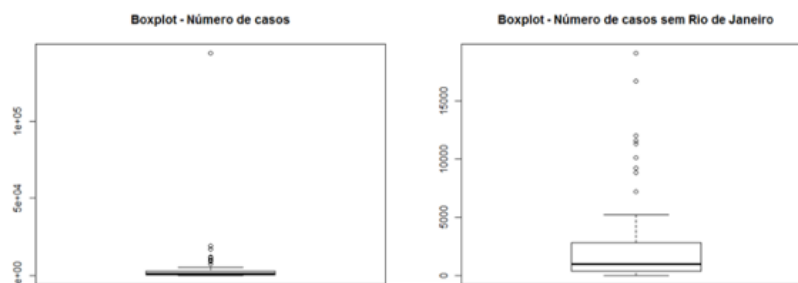 Boxplot - Número de casos
1e+05
5e+04
e+00
Boxplot - Número de casos sem Rio de Janeiro
15000
10000
5000
0